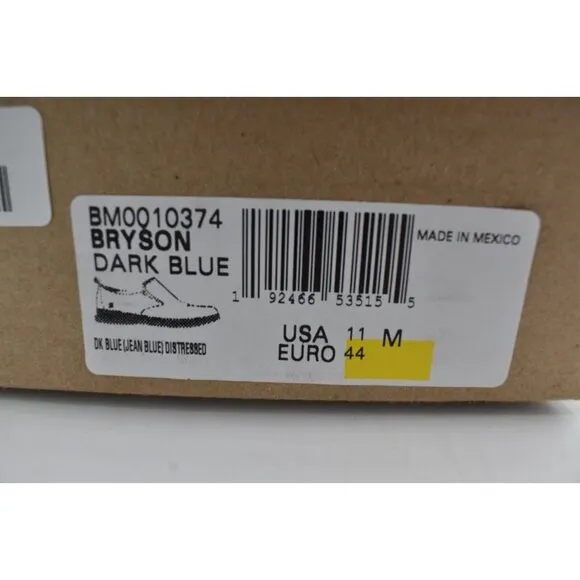 BM0010374
BRYSON
DARK BLUE
1 92466 53515 5
MADE IN MEXICO
DK BLUE (JEAN BLUE) DISTRESSED
USA 11 M
EURO 44